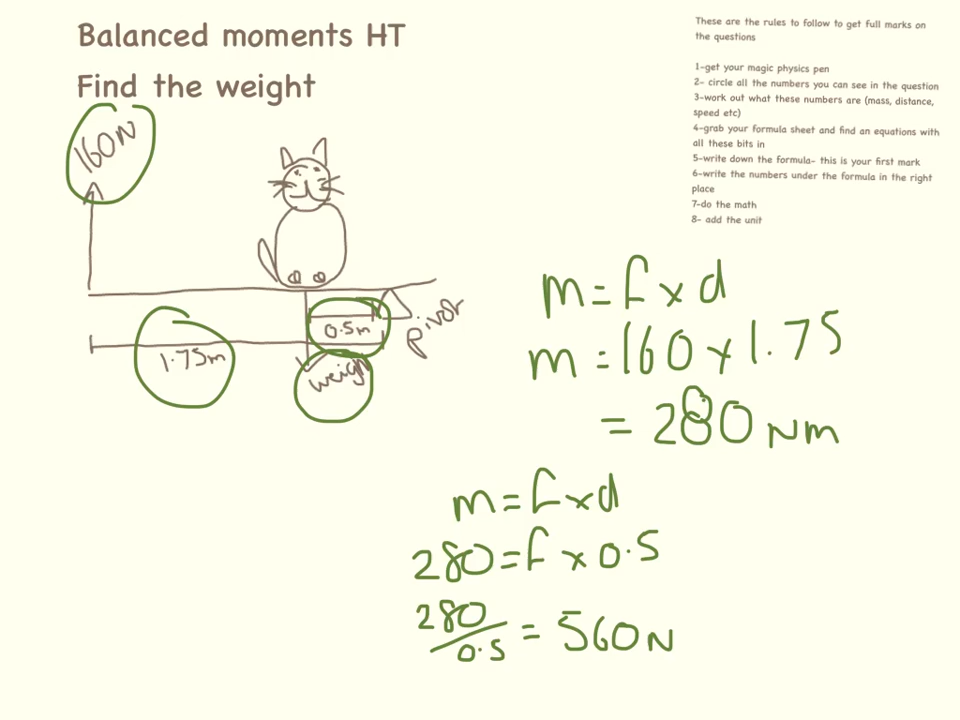 Balanced moments HT
Find the weight
These are the rules to follow to get full marks on
the questions
1-get your magic physics pen
2- circle all the numbers you can see in the question
3-work out what these numbers are (mass, distance,
speed etc)
4-grab your formula sheet and find an equations with
all these bits in
5-write down the formula- this is your first mark
6-write the numbers under the formula in the right
place
7-do the math
8- add the unit
160N
0.5m
Pivot
1.75m
weigh
m = F x d
m = 160 x 1.75
= 280 Nm
m = F x d
280 = F x 0.5
280/0.5 = 560N